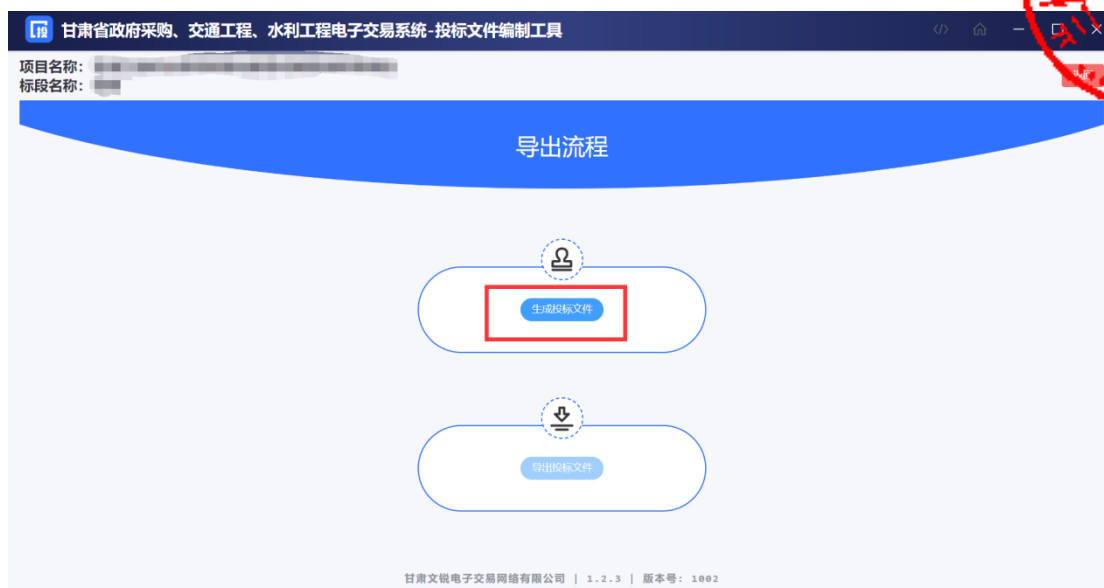 投 甘肃省政府采购、交通工程、水利工程电子交易系统-投标文件编制工具
项目名称：
标段名称：
导出流程
生成投标文件
导出投标文件
甘肃文锐电子交易网络有限公司 | 1.2.3 | 版本号: 1002